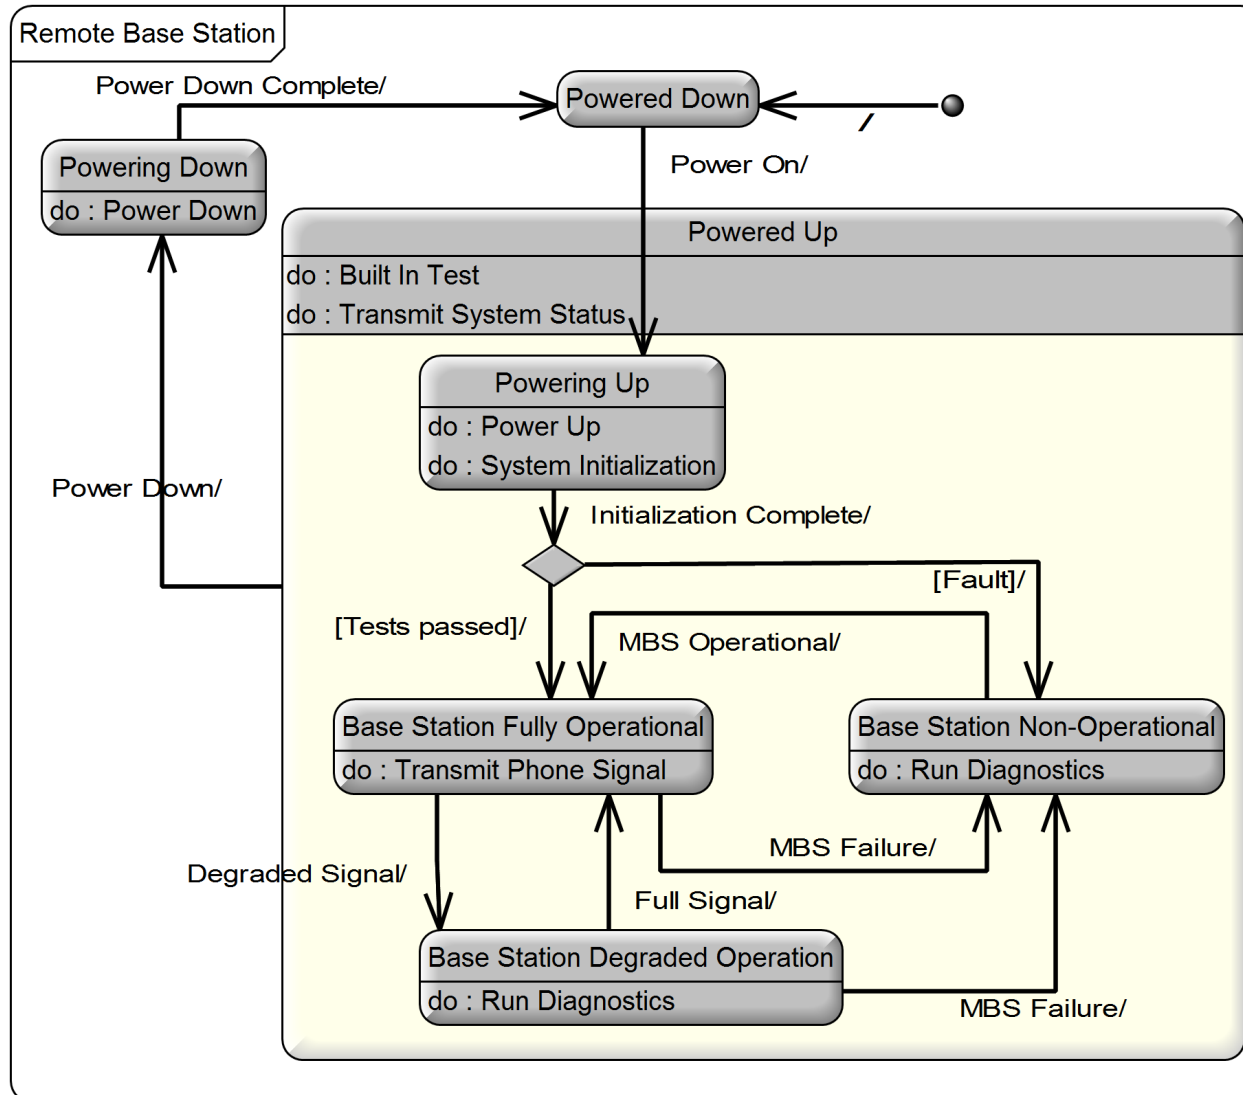 Remote Base Station
Power Down Complete/
Powered Down
/
Powering Down
do : Power Down
Power On/
Powered Up
do : Built In Test
do : Transmit System Status
Powering Up
do : Power Up
do : System Initialization
Power Down/
Initialization Complete/
[Fault]/
[Tests passed]/
MBS Operational/
Base Station Fully Operational
do : Transmit Phone Signal
Base Station Non-Operational
do : Run Diagnostics
MBS Failure/
Degraded Signal/
Full Signal/
Base Station Degraded Operation
do : Run Diagnostics
MBS Failure/